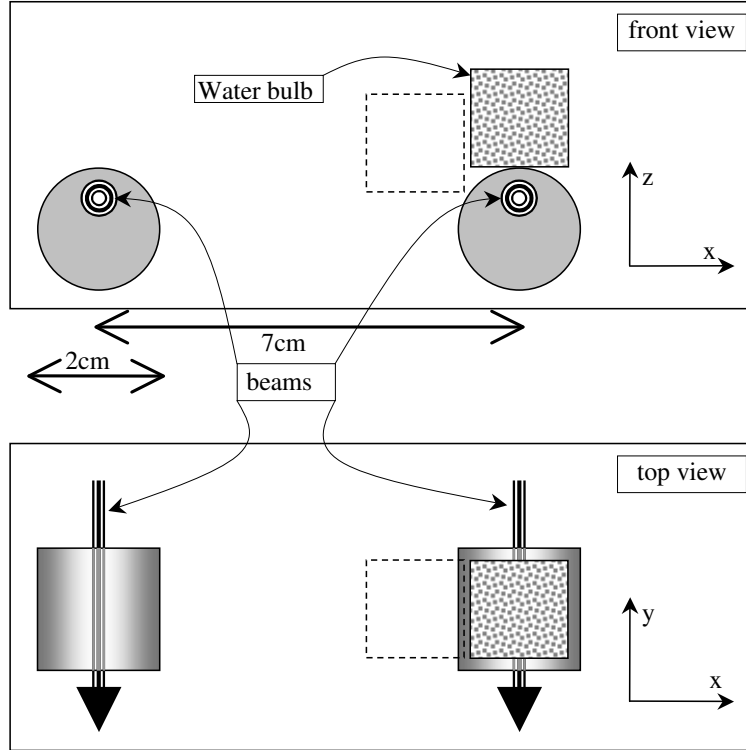 front view
Water bulb
z
x
7cm
2cm
beams
top view
y
x